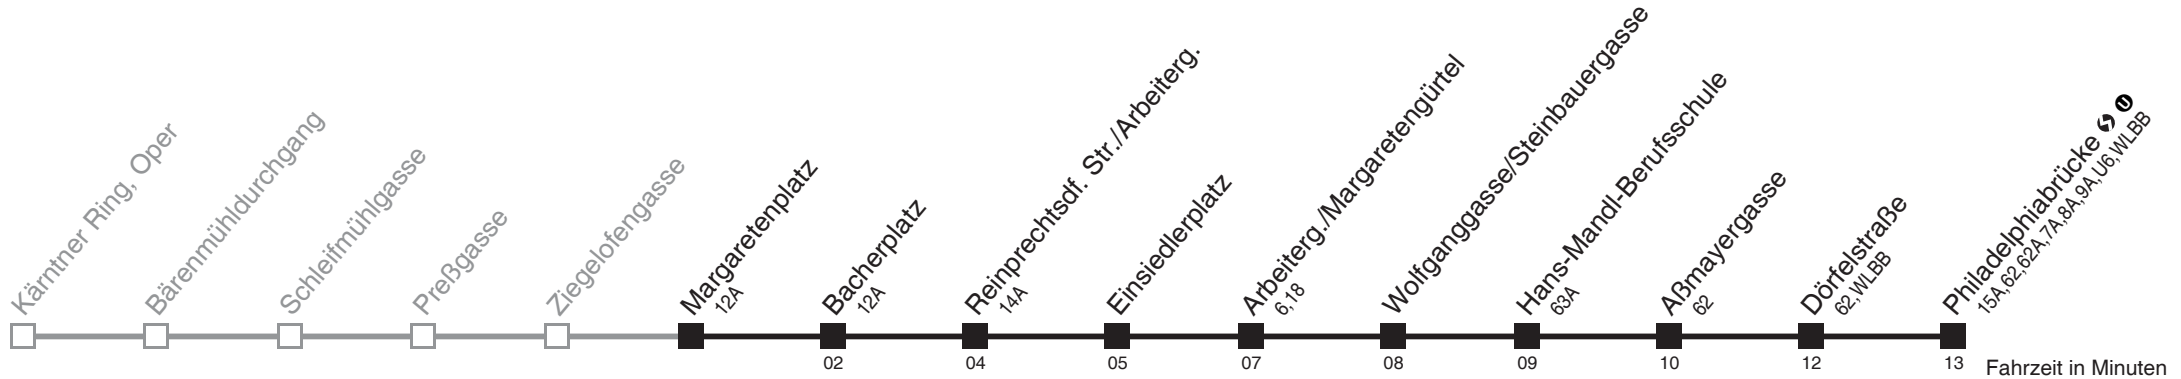 Kärntner Ring, Oper
Bärenmühldurchgang
Schleifmühlgasse
Preßgasse
Ziegelofengasse
Margaretenplatz
12A
Bacherplatz
12A
Reinprechtsdf. Str./Arbeiterg.
14A
Einsiedlerplatz
Arbeiterg./Margaretengürtel
6,18
Wolfganggasse/Steinbauergasse
Hans-Mandl-Berufsschule
63A
Aßmayergasse
62
Dörfelstraße
62,WLBB
Philadelphiabrücke S U
15A,62,62A,7A,8A,9A,U6,WLBB
02 04 05 07 08 09 10 12 13 Fahrzeit in Minuten